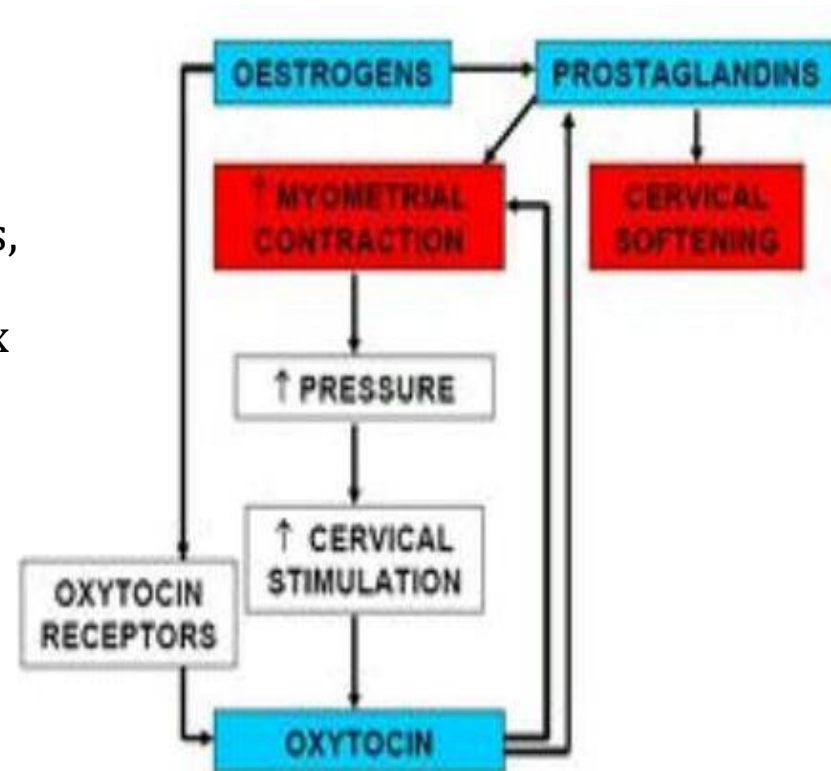 OESTROGENS
PROSTAGLANDINS
s,
↑ MYOMETRIAL
CONTRACTION
CERVICAL
SOFTENING
x
↑ PRESSURE
↑ CERVICAL
STIMULATION
OXYTOCIN
RECEPTORS
OXYTOCIN